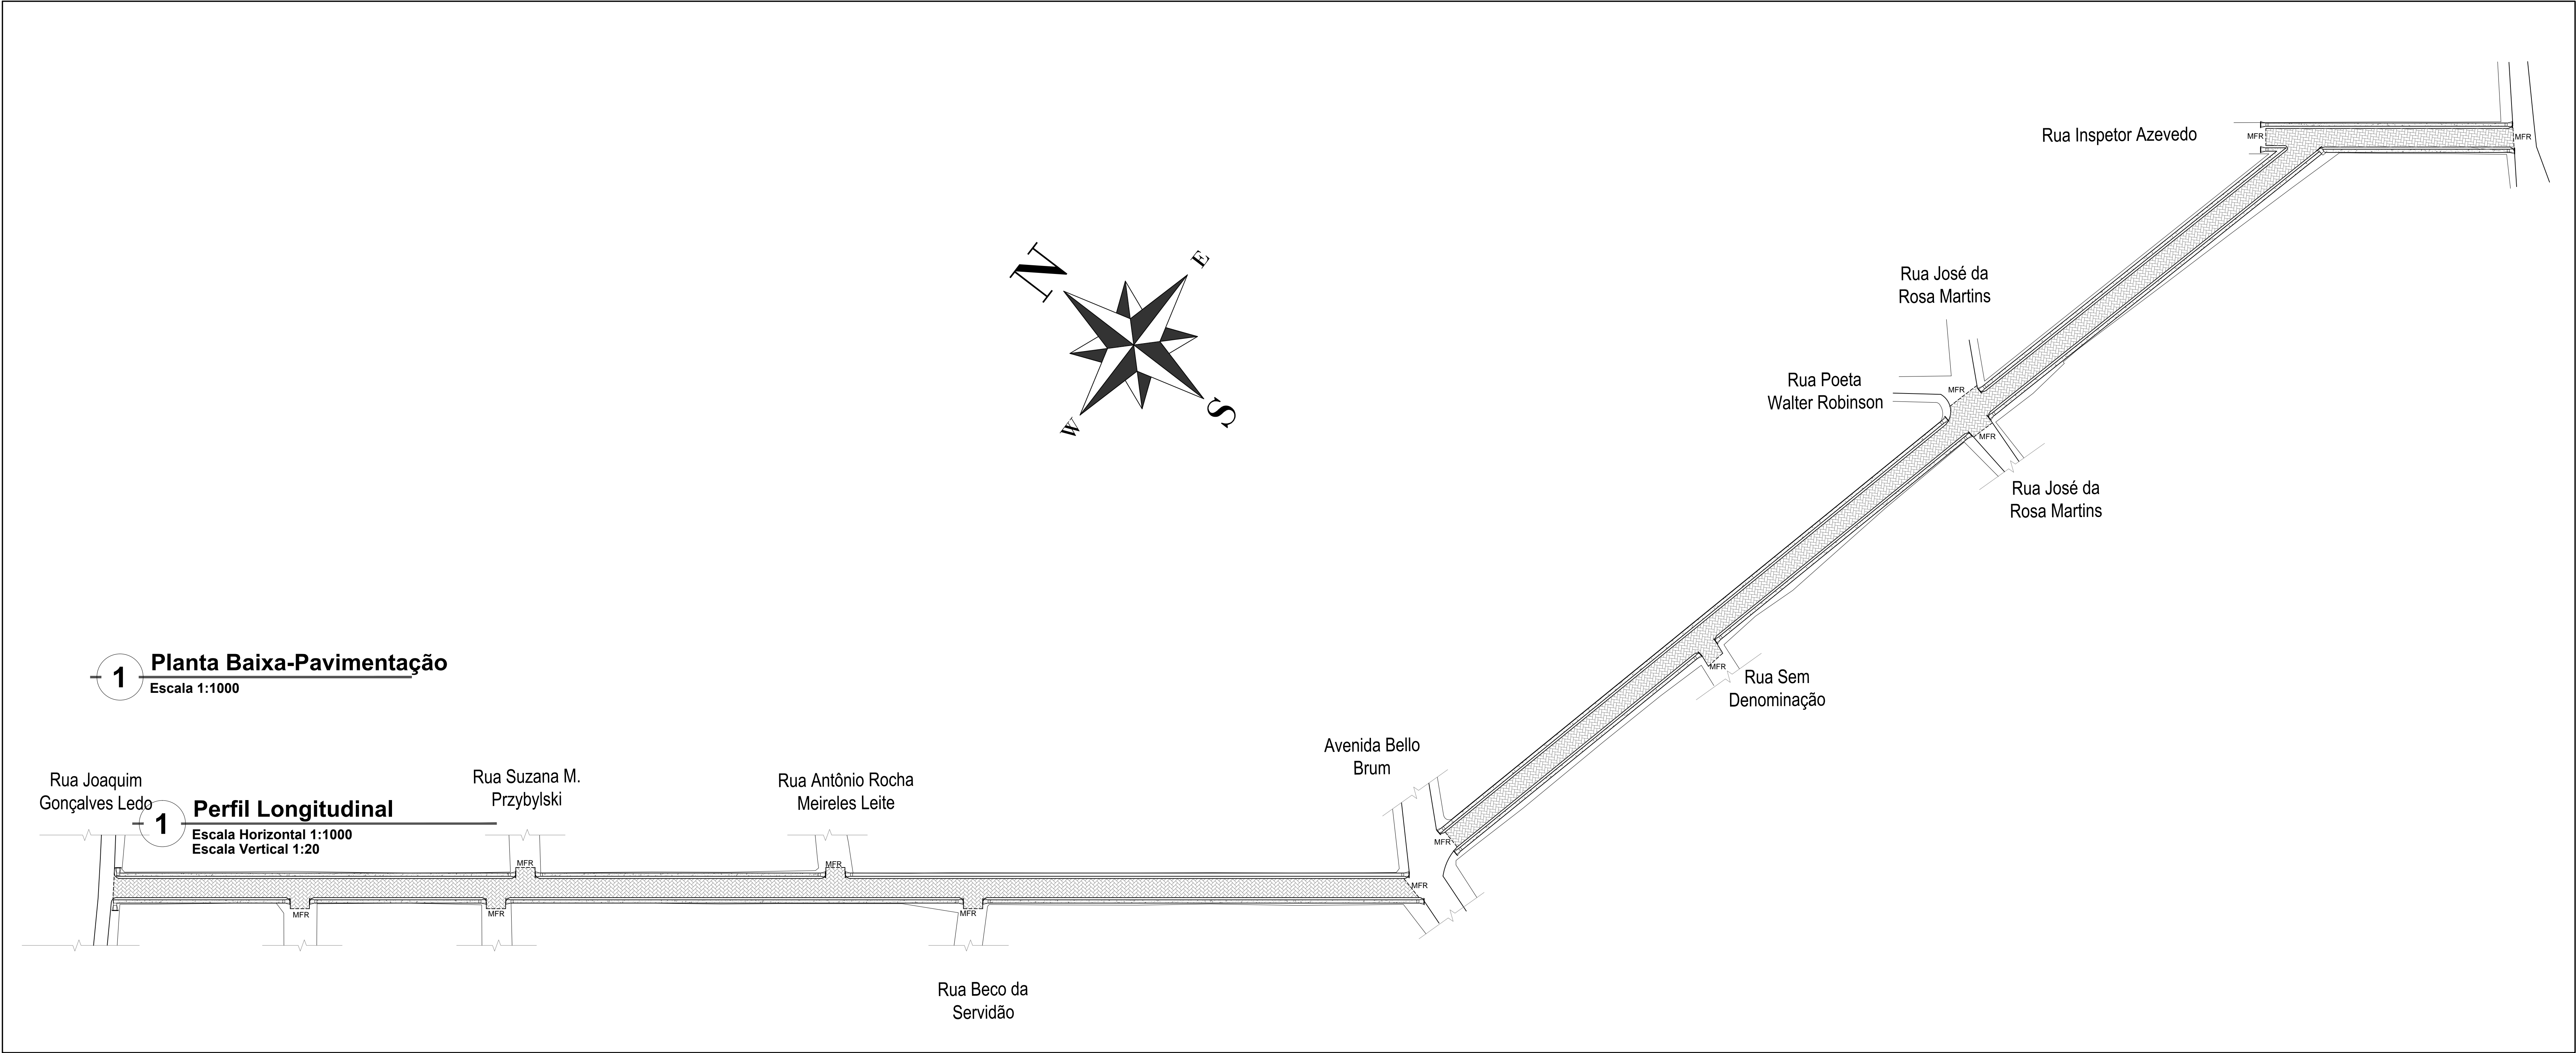 Rua Inspetor Azevedo
MFR
MFR
N
E
W
S
Rua José da
Rosa Martins
Rua Poeta
Walter Robinson
MFR
MFR
Rua José da
Rosa Martins
1
Planta Baixa-Pavimentação
Escala 1:1000
MFR
Rua Sem
Denominação
Avenida Bello
Brum
Rua Joaquim
Gonçalves Ledo
1
Perfil Longitudinal
Escala Horizontal 1:1000
Escala Vertical 1:20
Rua Suzana M.
Przybylski
Rua Antônio Rocha
Meireles Leite
MFR
MFR
MFR
MFR
MFR
MFR
MFR
Rua Beco da
Servidão